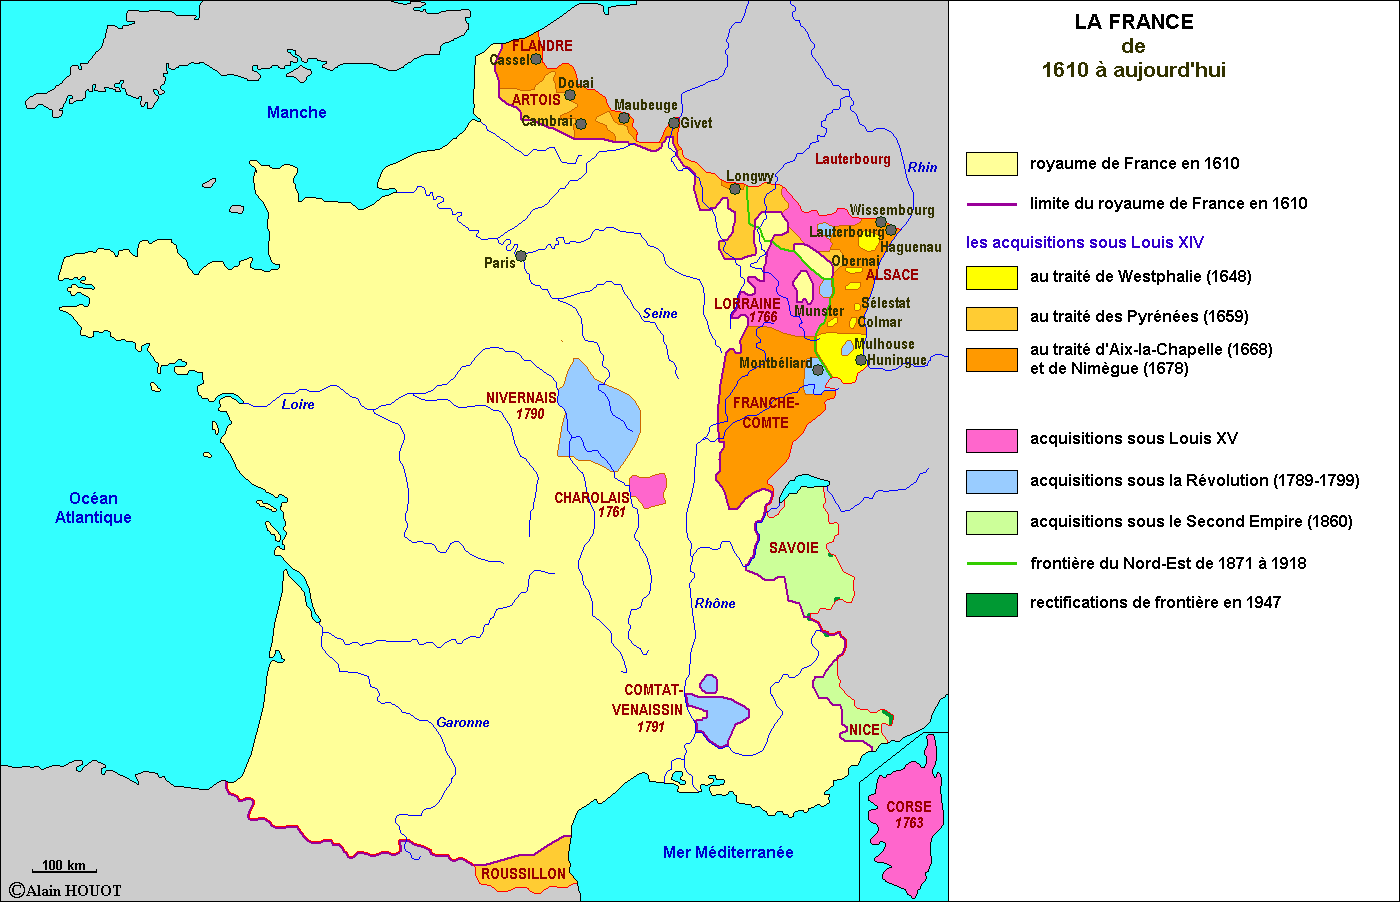 LA FRANCE
de
1610 à aujourd'hui
royaume de France en 1610
limite du royaume de France en 1610
les acquisitions sous Louis XIV
au traité de Westphalie (1648)
au traité des Pyrénées (1659)
au traité d'Aix-la-Chapelle (1668)
et de Nimègue (1678)
acquisitions sous Louis XV
acquisitions sous la Révolution (1789-1799)
acquisitions sous le Second Empire (1860)
frontière du Nord-Est de 1871 à 1918
rectifications de frontière en 1947
FLANDRE
Cassel
Douai
ARTOIS
Maubeuge
Cambrai
Givet
Manche
Lauterbourg
Rhin
Longwy
Wissembourg
Lauterbourg
Haguenau
Obernai
ALSACE
Paris
LORRAINE
1766
Sélestat
Munster
Seine
Colmar
Mulhouse
Montbéliard
Huningue
NIVERNAIS
1790
Loire
FRANCHE-
COMTE
Océan
Atlantique
CHAROLAIS
1761
SAVOIE
Rhône
COMTAT-
VENAISSIN
1791
Garonne
NICE
CORSE
1763
Mer Méditerranée
ROUSSILLON
100 km
©Alain HOUOT